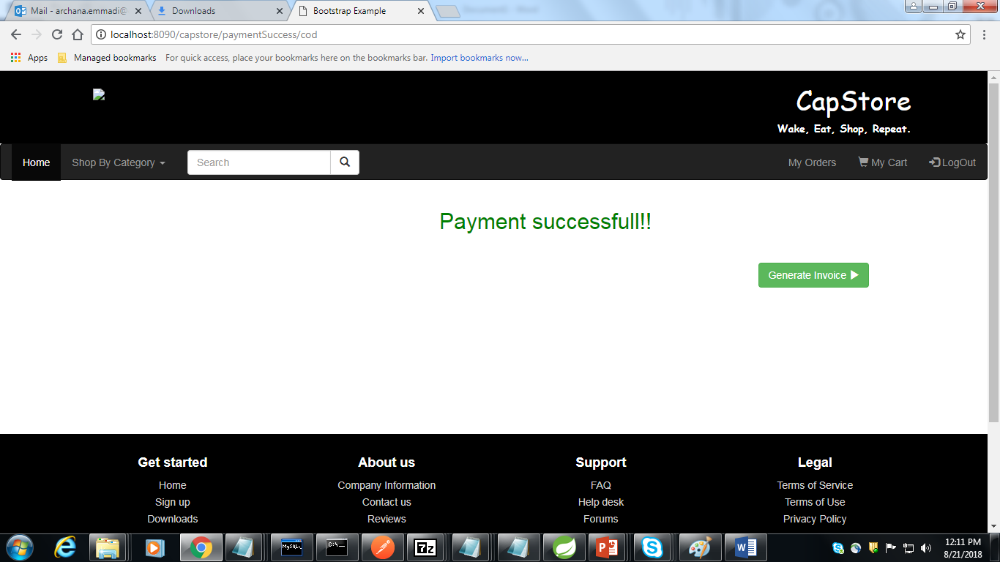 Mail - archana.emmadi@
Downloads
Bootstrap Example
localhost:8090/capstore/paymentSuccess/cod
Apps
Managed bookmarks
For quick access, place your bookmarks here on the bookmarks bar. Import bookmarks now...
CapStore
Wake, Eat, Shop, Repeat.
Home
Shop By Category
Search
My Orders
My Cart
LogOut
Payment successfull!!
Generate Invoice
Get started
About us
Support
Legal
Home
Company Information
FAQ
Terms of Service
Sign up
Contact us
Help desk
Terms of Use
Downloads
Reviews
Forums
Privacy Policy
12:11 PM
8/21/2018